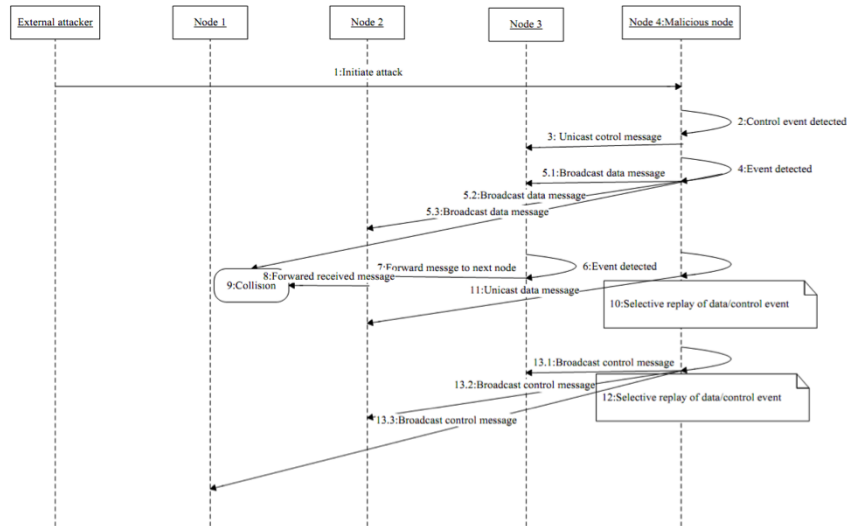 External attacker
Node 1
Node 2
Node 3
Node 4:Malicious node
1:Initiate attack
2:Control event detected
3: Unicast cotrol message
4:Event detected
5.1:Broadcast data message
5.2:Broadcast data message
5.3:Broadcast data message
6:Event detected
7:Forward messge to next node
8:Forwared received message
9:Collision
11:Unicast data message
10:Selective replay of data/control event
13.1:Broadcast control message
13.2:Broadcast control message
12:Selective replay of data/control event
13.3:Broadcast control message